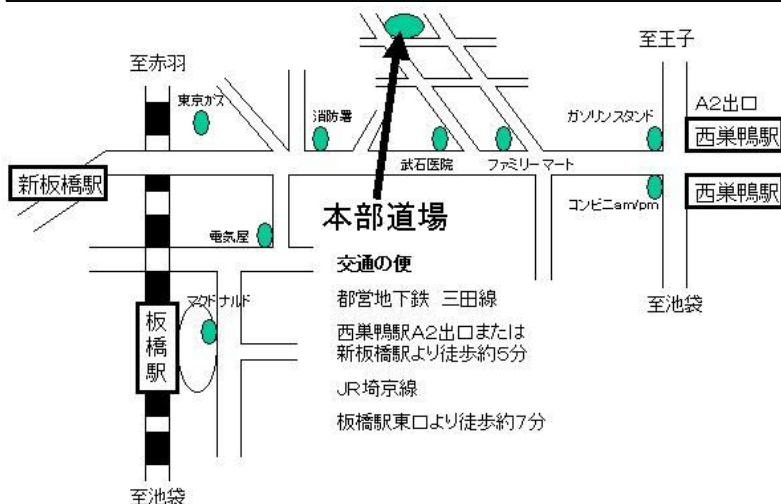 至王子
至赤羽
東京ガス
消防署
ガソリンスタンド
A2出口
西巣鴨駅
武石医院
ファミリーマート
新板橋駅
コンビニam/pm
西巣鴨駅
本部道場
電気屋
交通の便
都営地下鉄 三田線
マクドナルド
至池袋
西巣鴨駅A2出口または
新板橋駅より徒歩約5分
板橋駅
JR埼京線
板橋駅東口より徒歩約7分
至池袋